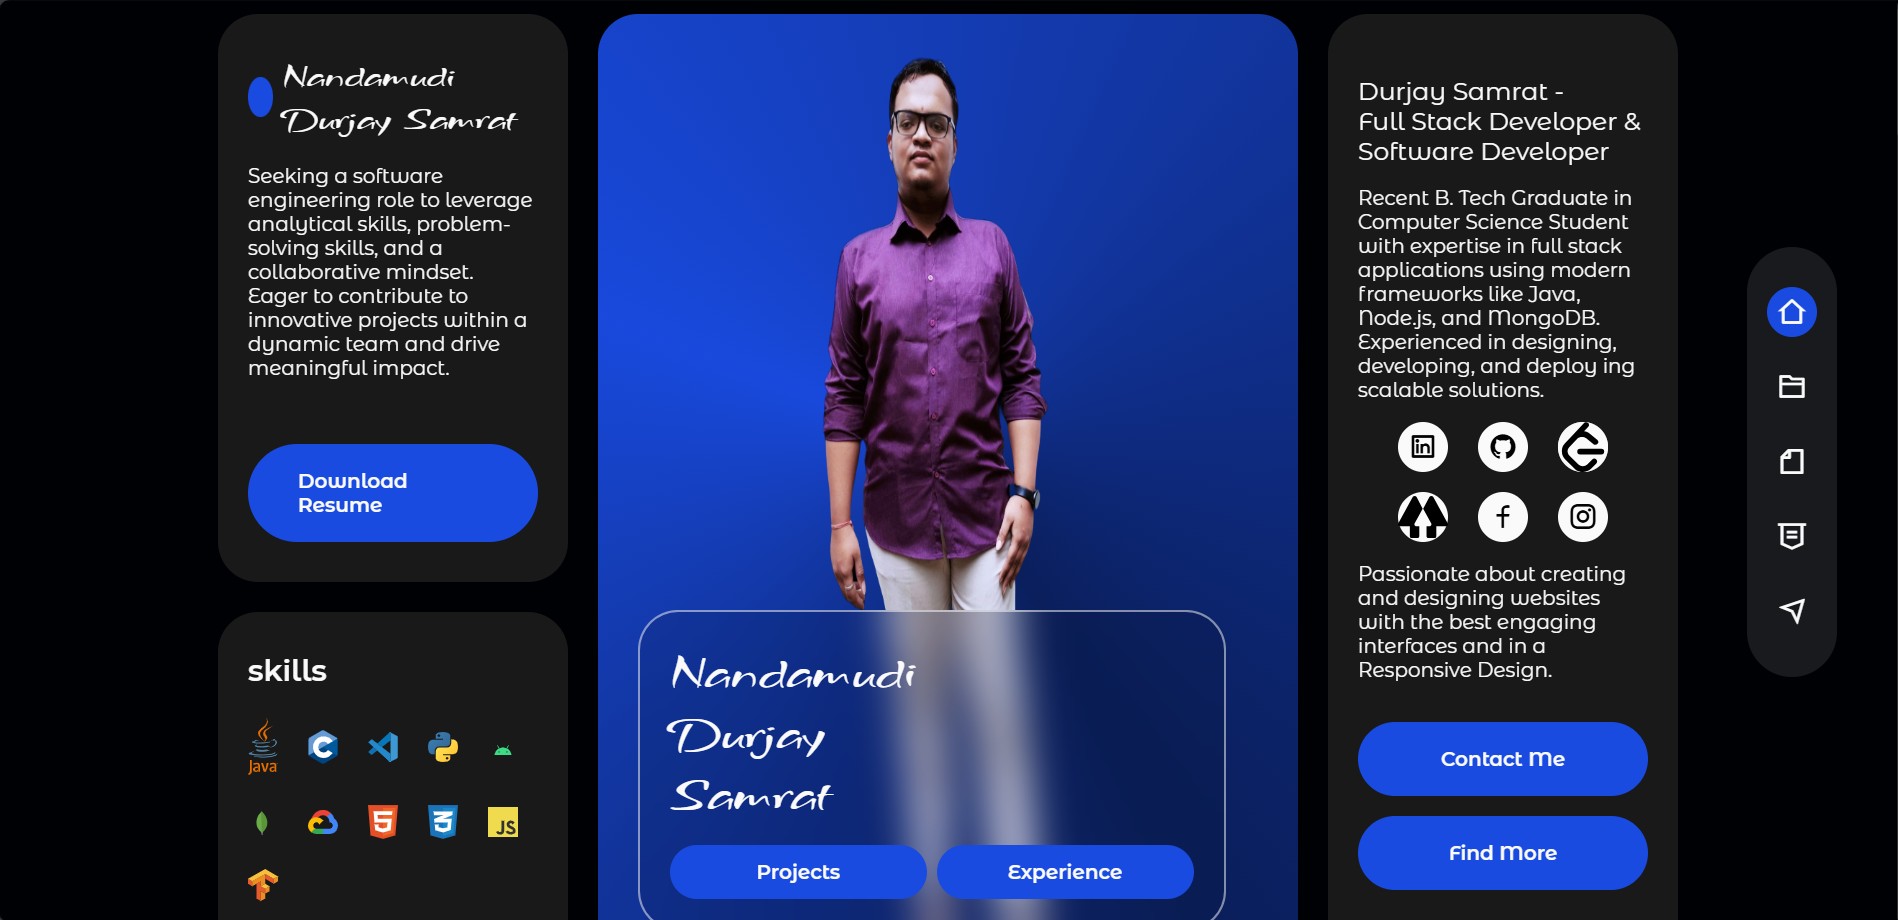 Nandamudi
Durjay Samrat
Seeking a software
engineering role to leverage
analytical skills, problem-
solving skills, and a
collaborative mindset.
Eager to contribute to
innovative projects within a
dynamic team and drive
meaningful impact.
Download
Resume
skills
Java
C
5
3
JS
Nandamudi
Durjay
Samrat
Projects
Experience
Durjay Samrat -
Full Stack Developer &
Software Developer
Recent B. Tech Graduate in
Computer Science Student
with expertise in full stack
applications using modern
frameworks like Java,
Node.js, and MongoDB.
Experienced in designing,
developing, and deploy ing
scalable solutions.
in
f
Passionate about creating
and designing websites
with the best engaging
interfaces and in a
Responsive Design.
Contact Me
Find More